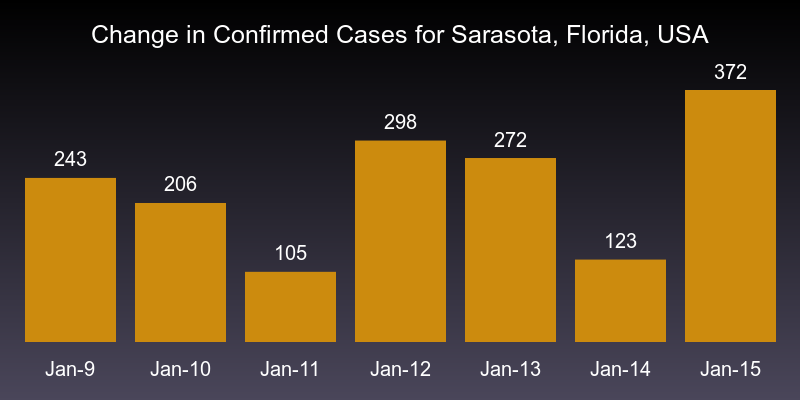 Change in Confirmed Cases for Sarasota, Florida, USA
243
206
105
298
272
123
372
Jan-9
Jan-10
Jan-11
Jan-12
Jan-13
Jan-14
Jan-15